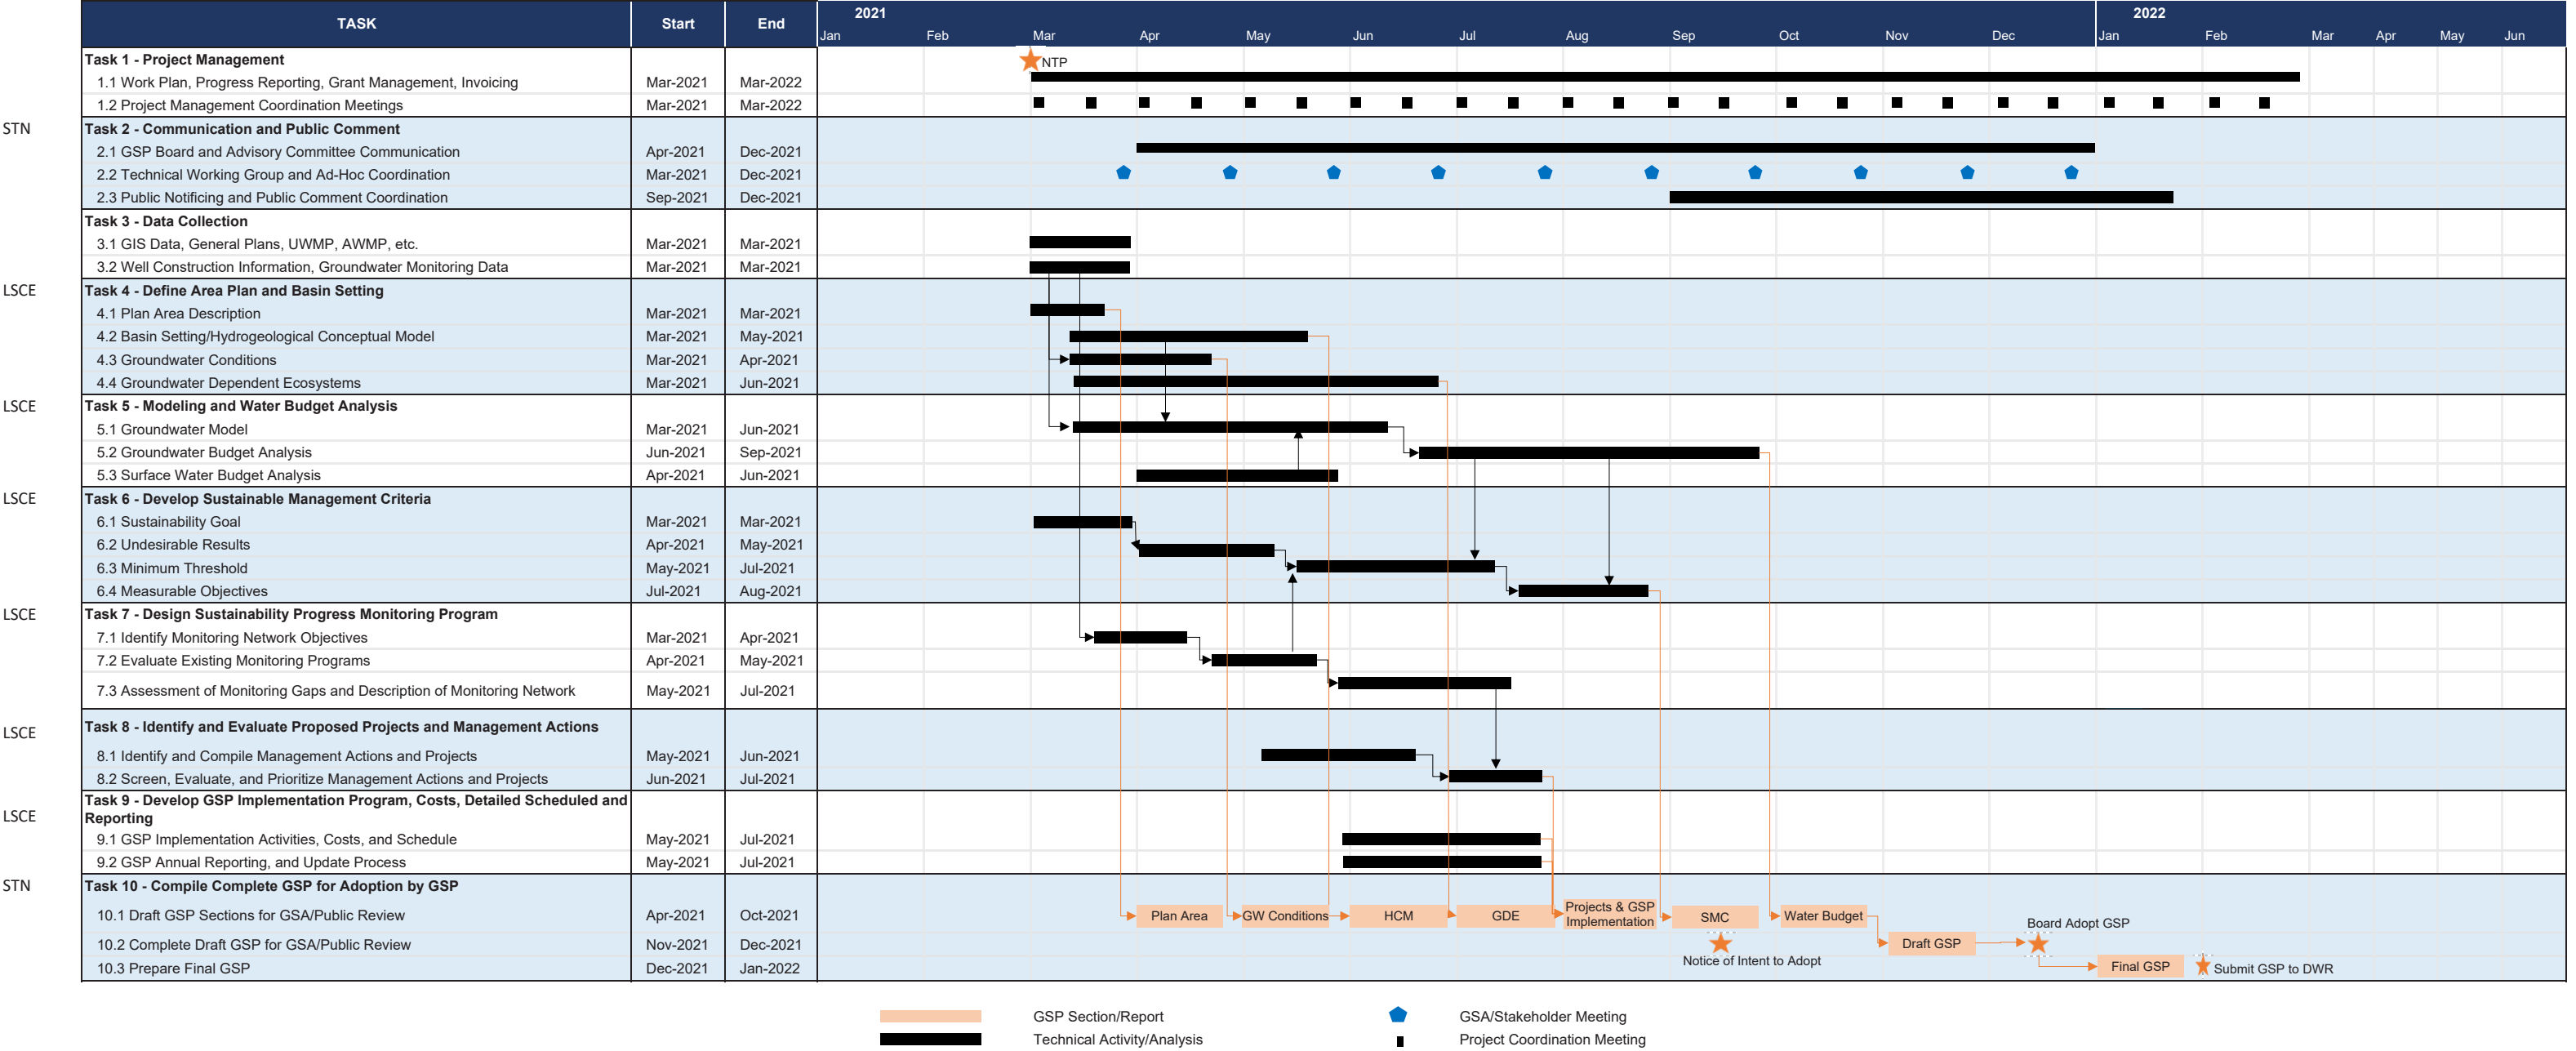 TASK Start End 2021 2022
Jan Feb Mar Apr May Jun Jul Aug Sep Oct Nov Dec Jan Feb Mar Apr May Jun
Task 1 - Project Management
NTP
1.1 Work Plan, Progress Reporting, Grant Management, Invoicing Mar-2021 Mar-2022
1.2 Project Management Coordination Meetings Mar-2021 Mar-2022
STN Task 2 - Communication and Public Comment
2.1 GSP Board and Advisory Committee Communication Apr-2021 Dec-2021
2.2 Technical Working Group and Ad-Hoc Coordination Mar-2021 Dec-2021
2.3 Public Notificing and Public Comment Coordination Sep-2021 Dec-2021
Task 3 - Data Collection
3.1 GIS Data, General Plans, UWMP, AWMP, etc. Mar-2021 Mar-2021
3.2 Well Construction Information, Groundwater Monitoring Data Mar-2021 Mar-2021
LSCE Task 4 - Define Area Plan and Basin Setting
4.1 Plan Area Description Mar-2021 Mar-2021
4.2 Basin Setting/Hydrogeological Conceptual Model Mar-2021 May-2021
4.3 Groundwater Conditions Mar-2021 Apr-2021
4.4 Groundwater Dependent Ecosystems Mar-2021 Jun-2021
LSCE Task 5 - Modeling and Water Budget Analysis
5.1 Groundwater Model Mar-2021 Jun-2021
5.2 Groundwater Budget Analysis Jun-2021 Sep-2021
5.3 Surface Water Budget Analysis Apr-2021 Jun-2021
LSCE Task 6 - Develop Sustainable Management Criteria
6.1 Sustainability Goal Mar-2021 Mar-2021
6.2 Undesirable Results Apr-2021 May-2021
6.3 Minimum Threshold May-2021 Jul-2021
6.4 Measurable Objectives Jul-2021 Aug-2021
LSCE Task 7 - Design Sustainability Progress Monitoring Program
7.1 Identify Monitoring Network Objectives Mar-2021 Apr-2021
7.2 Evaluate Existing Monitoring Programs Apr-2021 May-2021
7.3 Assessment of Monitoring Gaps and Description of Monitoring Network May-2021 Jul-2021
LSCE Task 8 - Identify and Evaluate Proposed Projects and Management Actions
8.1 Identify and Compile Management Actions and Projects May-2021 Jun-2021
8.2 Screen, Evaluate, and Prioritize Management Actions and Projects Jun-2021 Jul-2021
Task 9 - Develop GSP Implementation Program, Costs, Detailed Scheduled and
LSCE Reporting
9.1 GSP Implementation Activities, Costs, and Schedule May-2021 Jul-2021
9.2 GSP Annual Reporting, and Update Process May-2021 Jul-2021
STN Task 10 - Compile Complete GSP for Adoption by GSP
10.1 Draft GSP Sections for GSA/Public Review Apr-2021 Oct-2021 Plan Area GW Conditions HCM GDE Projects & GSP
Implementation SMC Water Budget
Board Adopt GSP
10.2 Complete Draft GSP for GSA/Public Review Nov-2021 Dec-2021 Draft GSP
Notice of Intent to Adopt
10.3 Prepare Final GSP Dec-2021 Jan-2022 Final GSP Submit GSP to DWR
GSP Section/Report GSA/Stakeholder Meeting
Technical Activity/Analysis Project Coordination Meeting